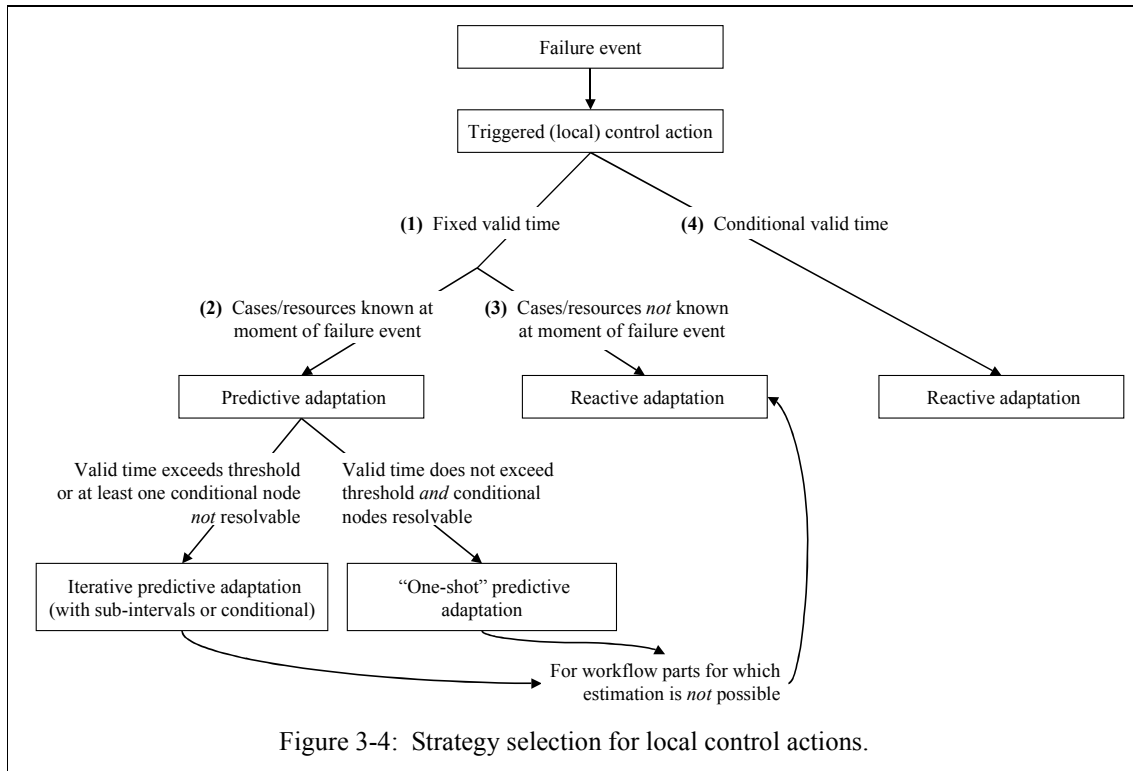 Failure event
Triggered (local) control action
(1) Fixed valid time
(4) Conditional valid time
(2) Cases/resources known at
moment of failure event
(3) Cases/resources not known
at moment of failure event
Predictive adaptation
Reactive adaptation
Reactive adaptation
Valid time exceeds threshold
or at least one conditional node
not resolvable
Valid time does not exceed
threshold and conditional
nodes resolvable
Iterative predictive adaptation
(with sub-intervals or conditional)
“One-shot” predictive
adaptation
For workflow parts for which
estimation is not possible
Figure 3-4: Strategy selection for local control actions.